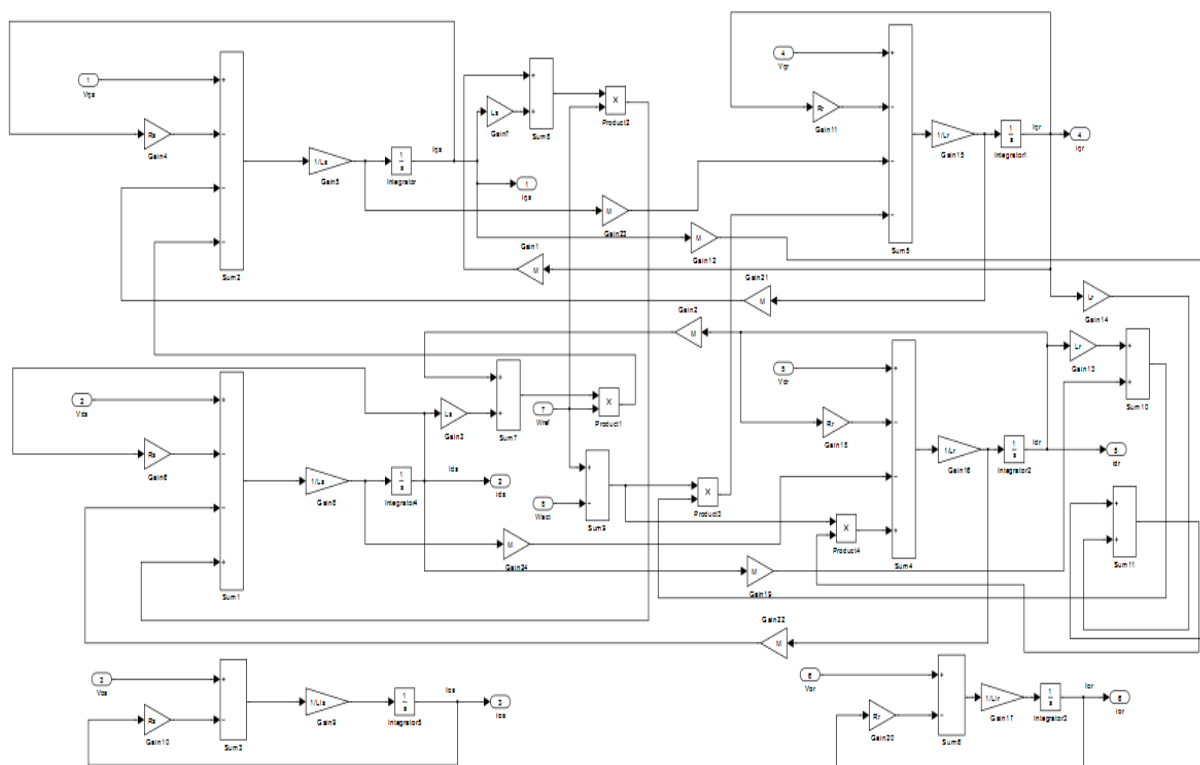 4
Vqr
1
Vqs
Rs
Gain4
Sum2
1/Ls
Gain5
1
s
Integrator
Iqs
Ls
Gain7
Sum8
X
Product2
1
iqs
M
Gain23
M
Gain12
Rr
Gain11
Sum5
1/Lr
Gain15
1
s
Integrator1
Iqr
4
iqr
Gain1
M
Gain21
M
Gain2
M
Lr
Gain14
2
Vds
Rs
Gain6
Sum1
1/Ls
Gain8
1
s
Integrator4
Ids
2
ids
Ls
Gain3
Sum7
X
Product1
7
Wref
8
Wact
Sum9
X
Product3
5
Vdr
Rr
Gain18
X
Product4
Sum4
1/Lr
Gain16
1
s
Integrator2
Idr
5
idr
Lr
Gain13
Sum10
Sum11
M
Gain24
M
Gain19
Gain22
M
3
Vos
Rs
Gain10
Sum3
1/Lls
Gain9
1
s
Integrator5
Ios
3
ios
6
Vor
Rr
Gain20
Sum6
1/Llr
Gain17
1
s
Integrator3
Ior
6
ior